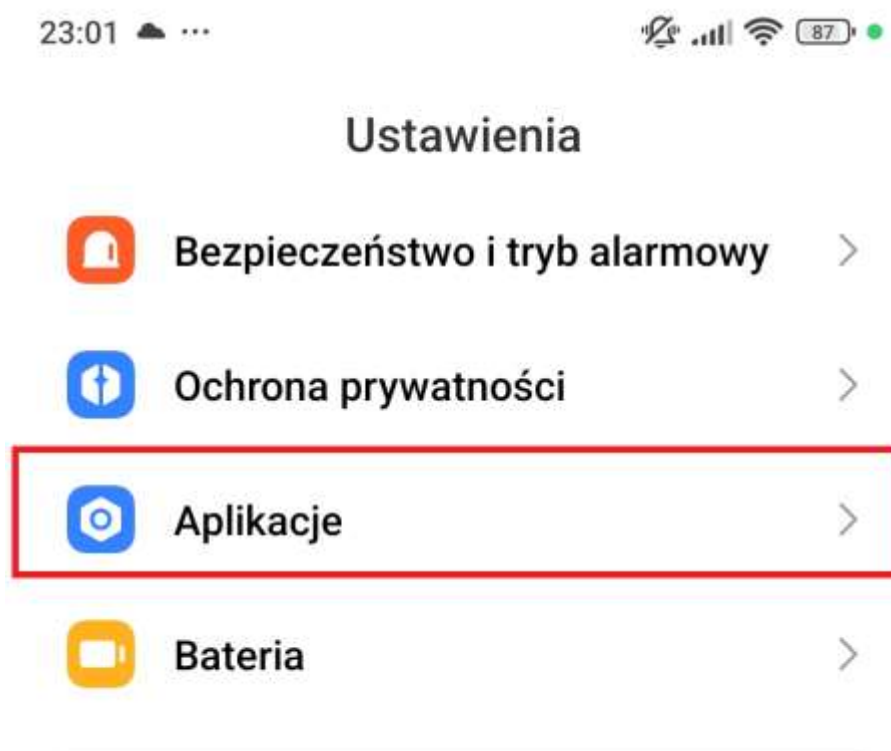 23:01 ... 87
Ustawienia
Bezpieczeństwo i tryb alarmowy
Ochrona prywatności
Aplikacje
Bateria